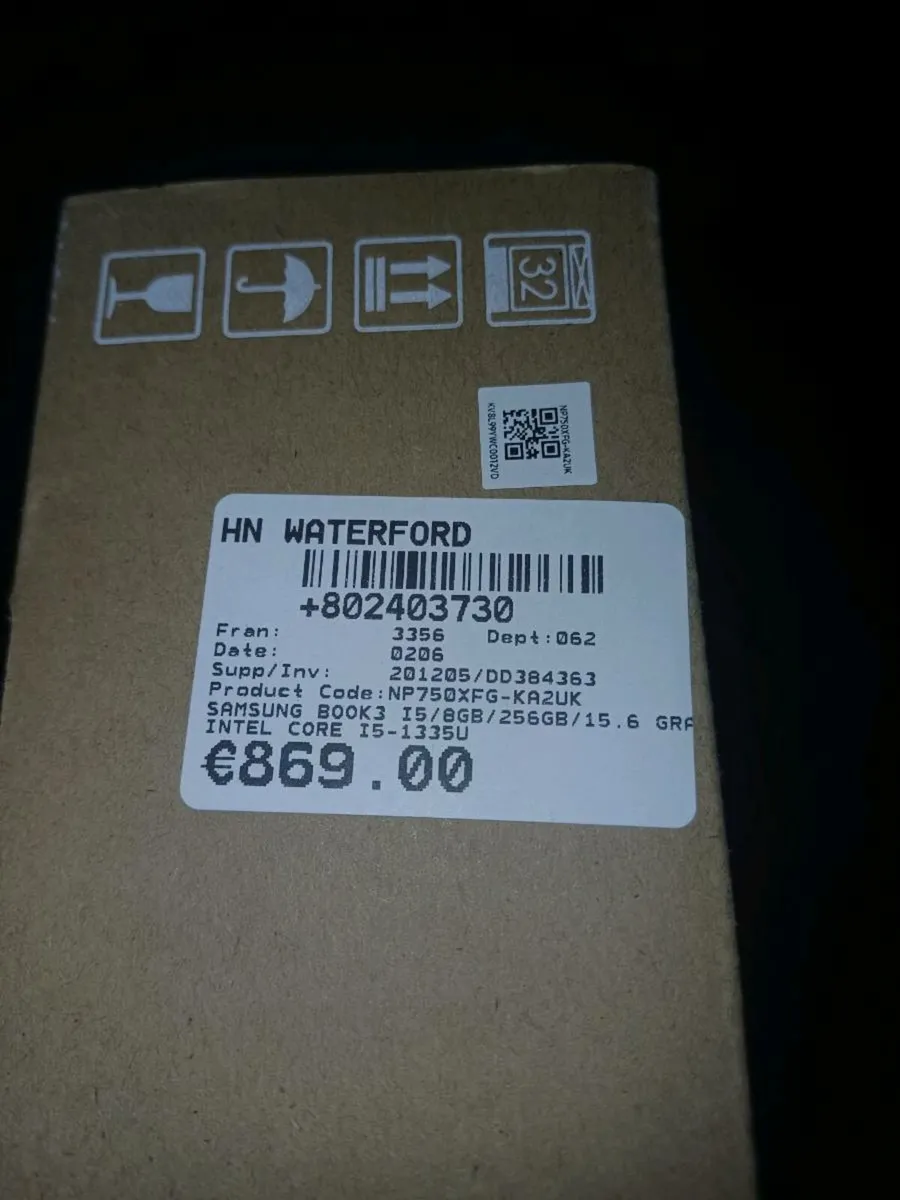 32
NP750XFG-KA2UK
KV8L99YWC0012VD
HN WATERFORD
+802403730
Fran: 3356 Dept:062
Date: 0206
Supp/Inv: 201205/DD384363
Product Code:NP750XFG-KA2UK
SAMSUNG BOOK3 I5/8GB/256GB/15.6 GRA
INTEL CORE I5-1335U
€869.00